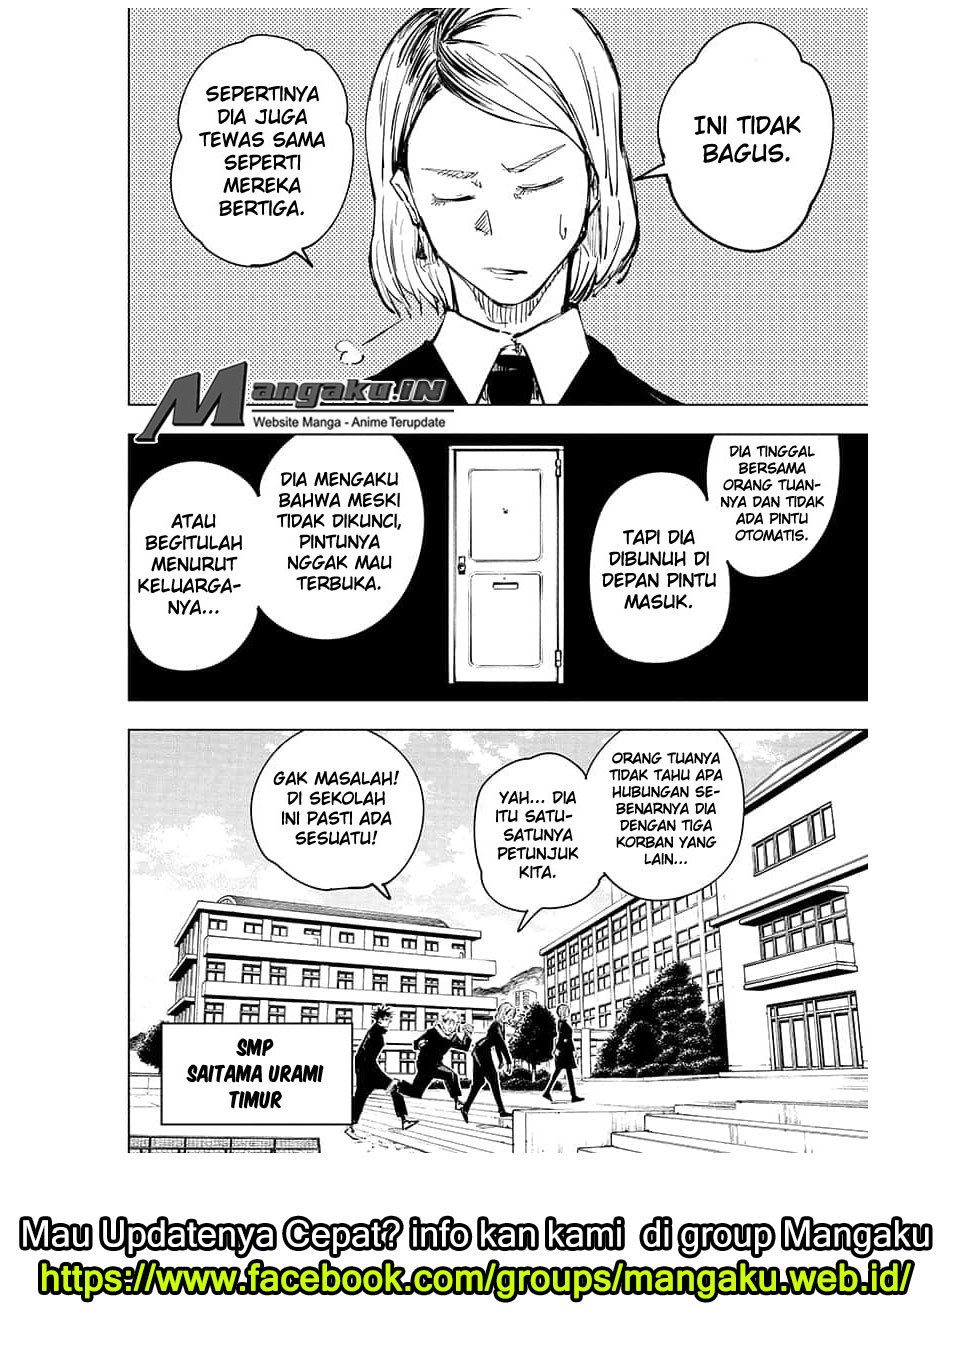 INI TIDAK
BAGUS.
SEPERTINYA
DIA JUGA
TEWAS SAMA
SEPERTI
MEREKA
BERTIGA.
Mangaku.iN
Website Manga - Anime Terupdate
DIA TINGGAL
BERSAMA
ORANG TUAN-
NYA DAN TIDAK
ADA PINTU
OTOMATIS.
TAPI DIA
DIBUNUH DI
DEPAN PINTU
MASUK.
DIA MENGAKU
BAHWA MESKI
TIDAK DIKUNCI,
PINTUNYA
NGGAK MAU
TERBUKA.
ATAU
BEGITULAH
MENURUT
KELUARGA-
NYA...
ORANG TUANYA
TIDAK TAHU APA
HUBUNGAN SE-
BENARNYA DIA
DENGAN TIGA
KORBAN YANG
LAIN...
YAH... DIA
ITU SATU-
SATUNYA
PETUNJUK
KITA.
GAK MASALAH!
DI SEKOLAH
INI PASTI ADA
SESUATU!
SMP
SAITAMA URAMI
TIMUR
Mau Updatenya Cepat? info kan kami di group Mangaku
https://www.facebook.com/groups/mangaku.web.id/